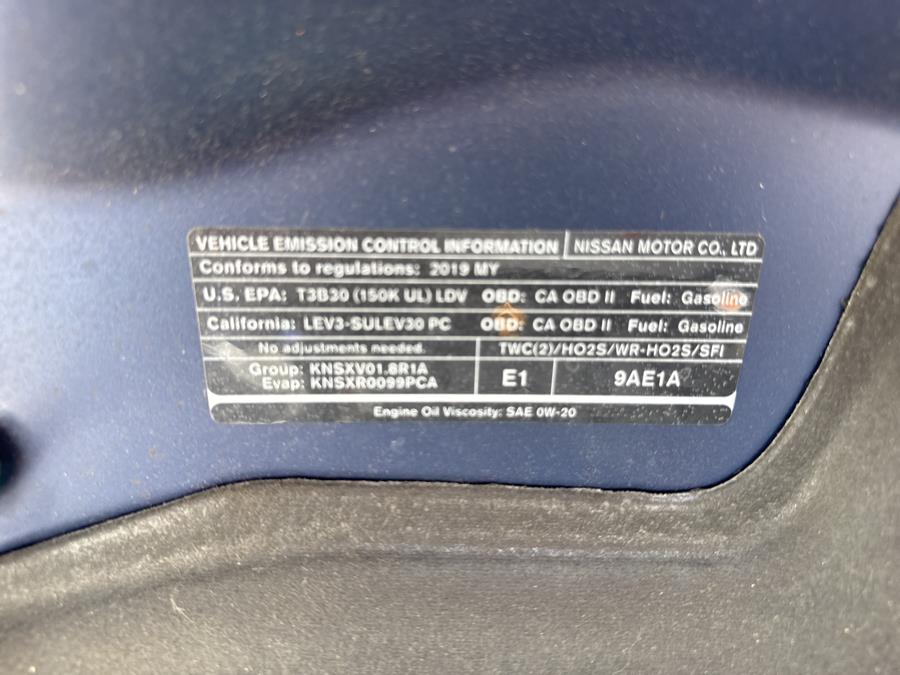 VEHICLE EMISSION CONTROL INFORMATION NISSAN MOTOR CO., LTD
Conforms to regulations: 2019 MY
U.S. EPA: T3B30 (150K UL) LDV OBD: CA OBD II Fuel: Gasoline
California: LEV3-SULEV30 PC OBD: CA OBD II Fuel: Gasoline
No adjustments needed. TWC(2)/HO2S/WR-HO2S/SFI
Group: KNSXV01.8R1A
Evap: KNSXR0099PCA
E1 9AE1A
Engine Oil Viscosity: SAE 0W-20